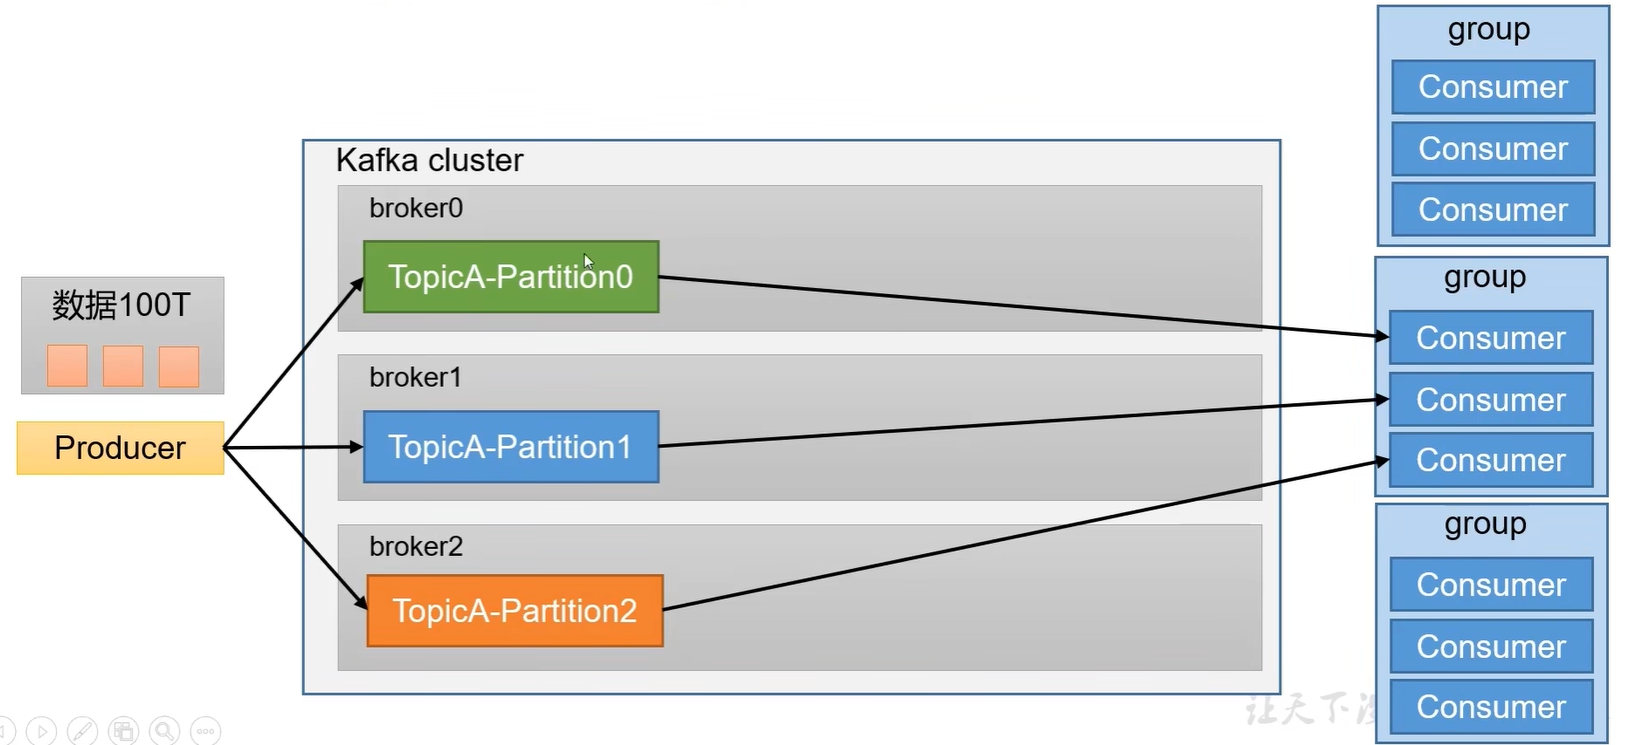 group
Consumer
Consumer
Consumer
Kafka cluster
broker0
TopicA-Partition0
数据100T
Producer
broker1
TopicA-Partition1
broker2
TopicA-Partition2
group
Consumer
Consumer
Consumer
group
Consumer
Consumer
Consumer
让天下没